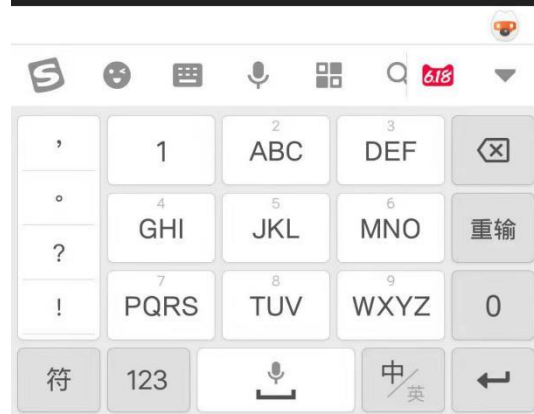 S 618
, 1 2 ABC 3 DEF
。 4 GHI 5 JKL 6 MNO 重输
?
! 7 PQRS 8 TUV 9 WXYZ 0
符 123 中/英